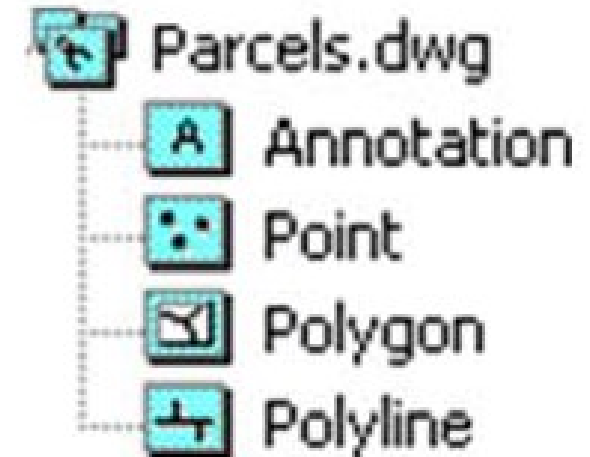 Parcels.dwg
A Annotation
Point
Polygon
Polyline